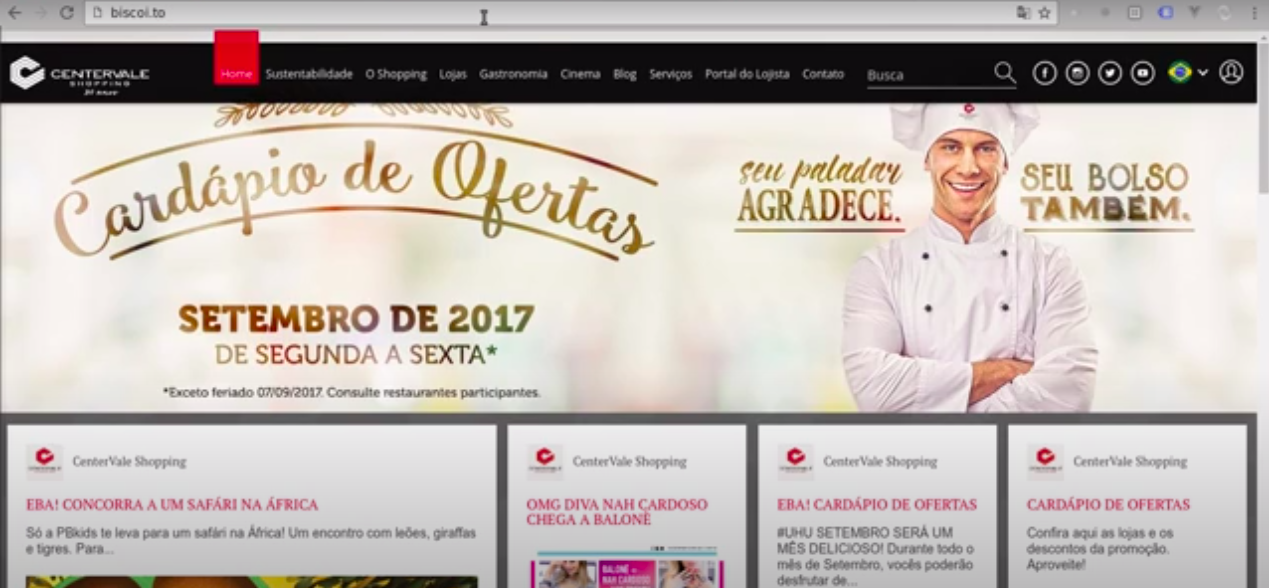 biscoi.to
CENTERVALE
SHOPPING
Home Sustentabilidade O Shopping Lojas Gastronomia Cinema Blog Serviços Portal do Lojista Contato Busca
Cardápio de Ofertas
SETEMBRO DE 2017
DE SEGUNDA A SEXTA*
*Exceto feriado 07/09/2017. Consulte restaurantes participantes.
seu paladar
AGRADECE.
SEU BOLSO
TAMBÉM.
CenterVale Shopping
EBA! CONCORRA A UM SAFÁRI NA ÁFRICA
Só a PBkids te leva para um safári na África! Um encontro com leões, giraffas
e tigres. Para...
CenterVale Shopping
OMG DIVA NAH CARDOSO
CHEGA A BALONÈ
BALONÈ
NAH CARDOSO
CenterVale Shopping
EBA! CARDÁPIO DE OFERTAS
#UHU SETEMBRO SERÁ UM
MÊS DELICIOSO! Durante todo o
mês de Setembro, vocês poderão
desfrutar de...
CenterVale Shopping
CARDÁPIO DE OFERTAS
Confira aqui as lojas e os
descontos da promoção.
Aproveite!